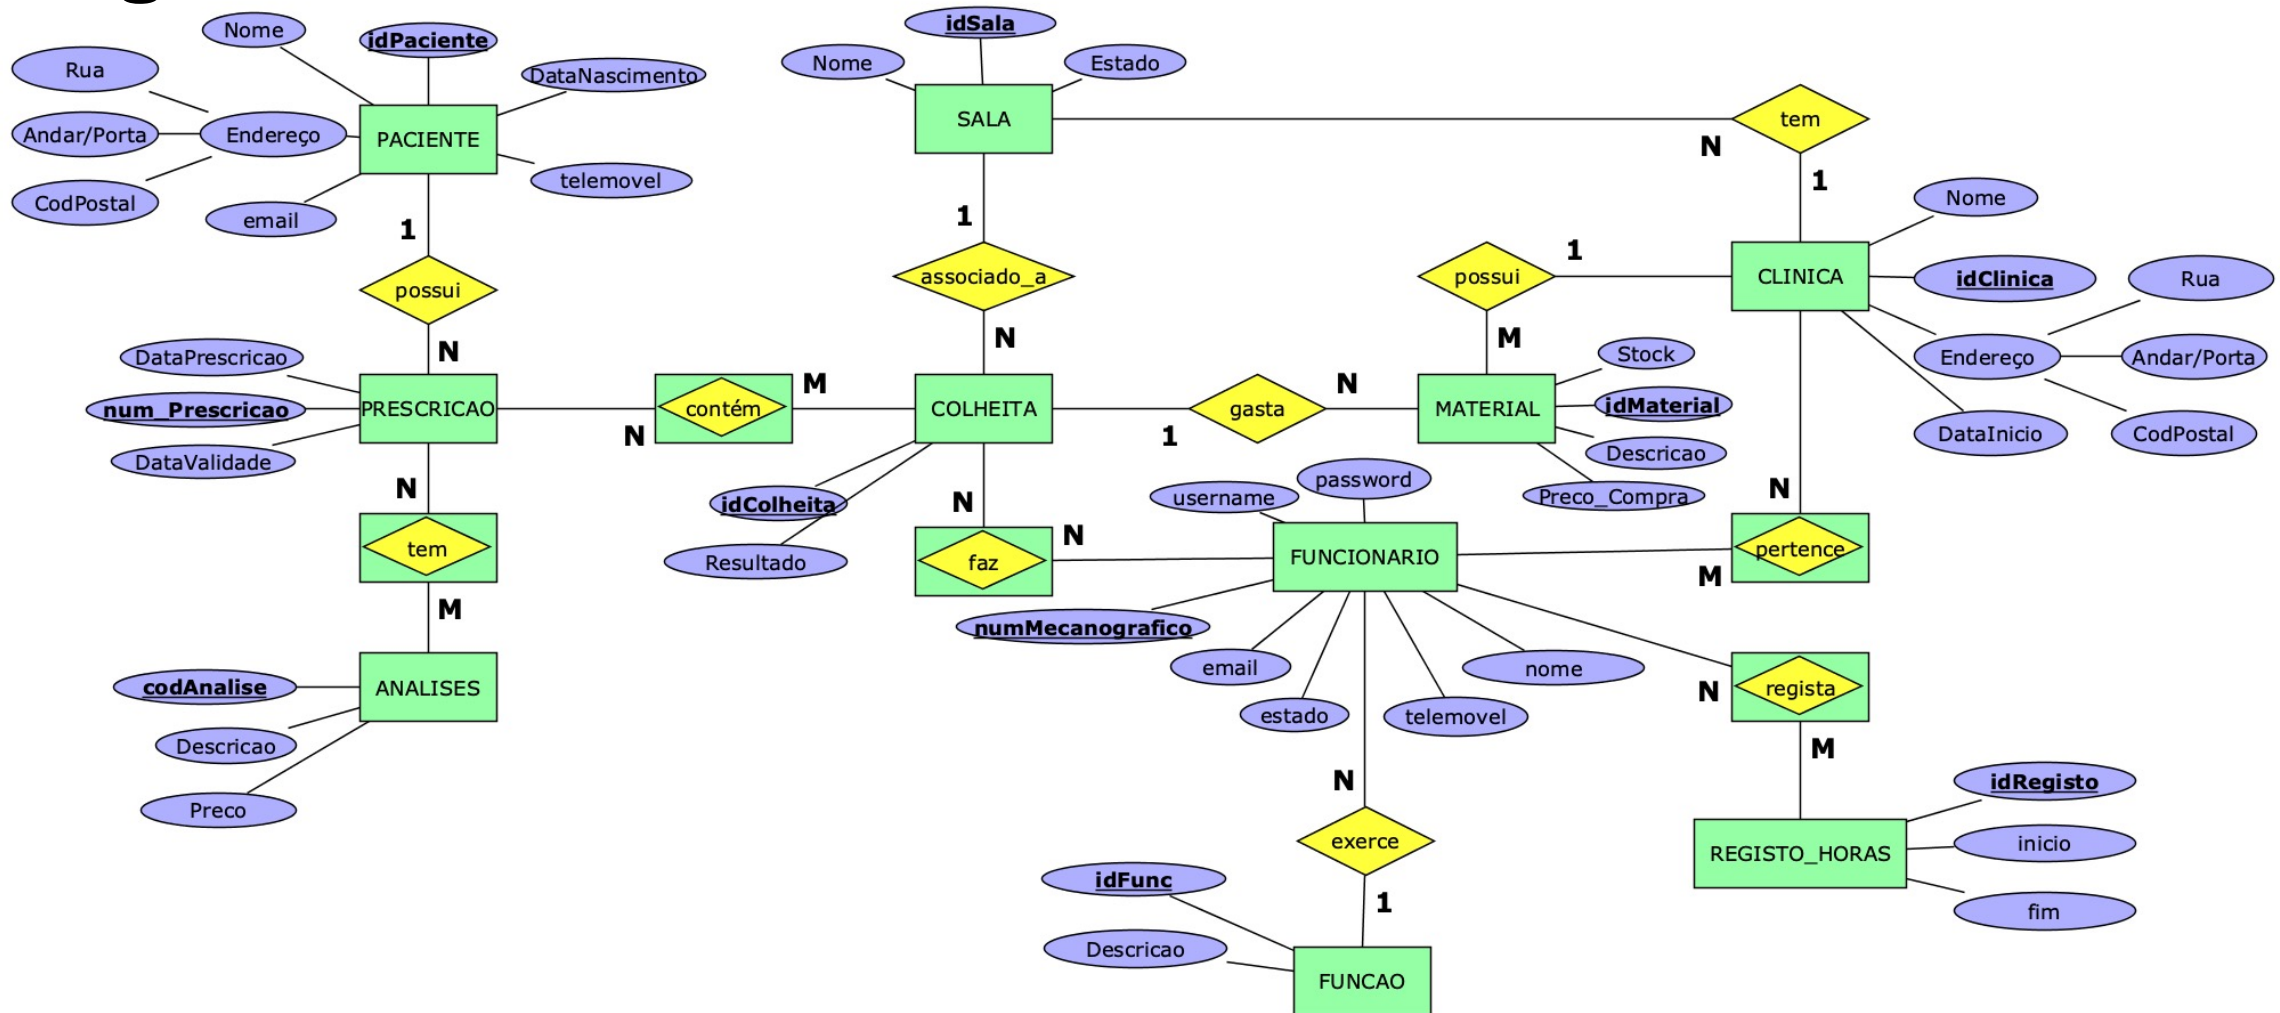 Nome
idPaciente
Rua
DataNascimento
Andar/Porta
Endereço
PACIENTE
telemovel
CodPostal
email
1
possui
N
DataPrescricao
num_Prescricao
PRESCRICAO
DataValidade
N
contém
M
N
tem
M
codAnalise
ANALISES
Descricao
Preco
idSala
Nome
Estado
SALA
N
tem
1
1
associado_a
N
COLHEITA
idColheita
Resultado
1
gasta
N
MATERIAL
Stock
idMaterial
Descricao
Preco_Compra
possui
1
M
CLINICA
Nome
idClinica
Rua
Endereço
Andar/Porta
DataInicio
CodPostal
N
faz
N
username
password
FUNCIONARIO
numMecanografico
email
estado
telemovel
nome
N
pertence
M
N
regista
M
REGISTO_HORAS
idRegisto
inicio
fim
N
exerce
1
idFunc
Descricao
FUNCAO